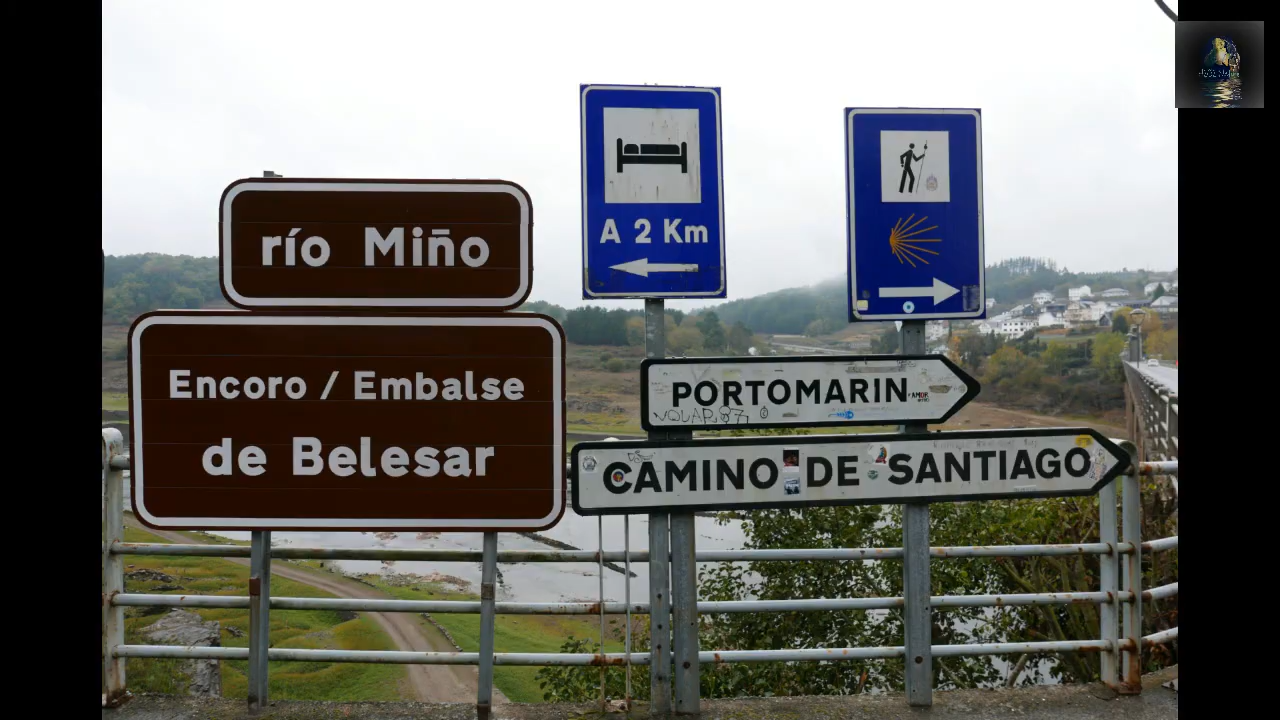 río Miño
Encoro / Embalse
de Belesar
A 2 Km
PORTOMARIN
CAMINO DE SANTIAGO